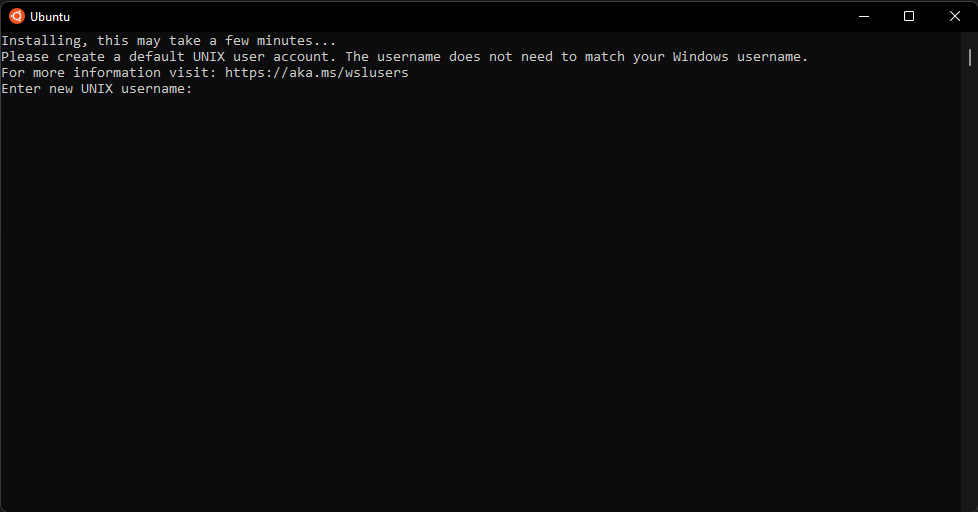 Ubuntu
Installing, this may take a few minutes...
Please create a default UNIX user account. The username does not need to match your Windows username.
For more information visit: https://aka.ms/wslusers
Enter new UNIX username: